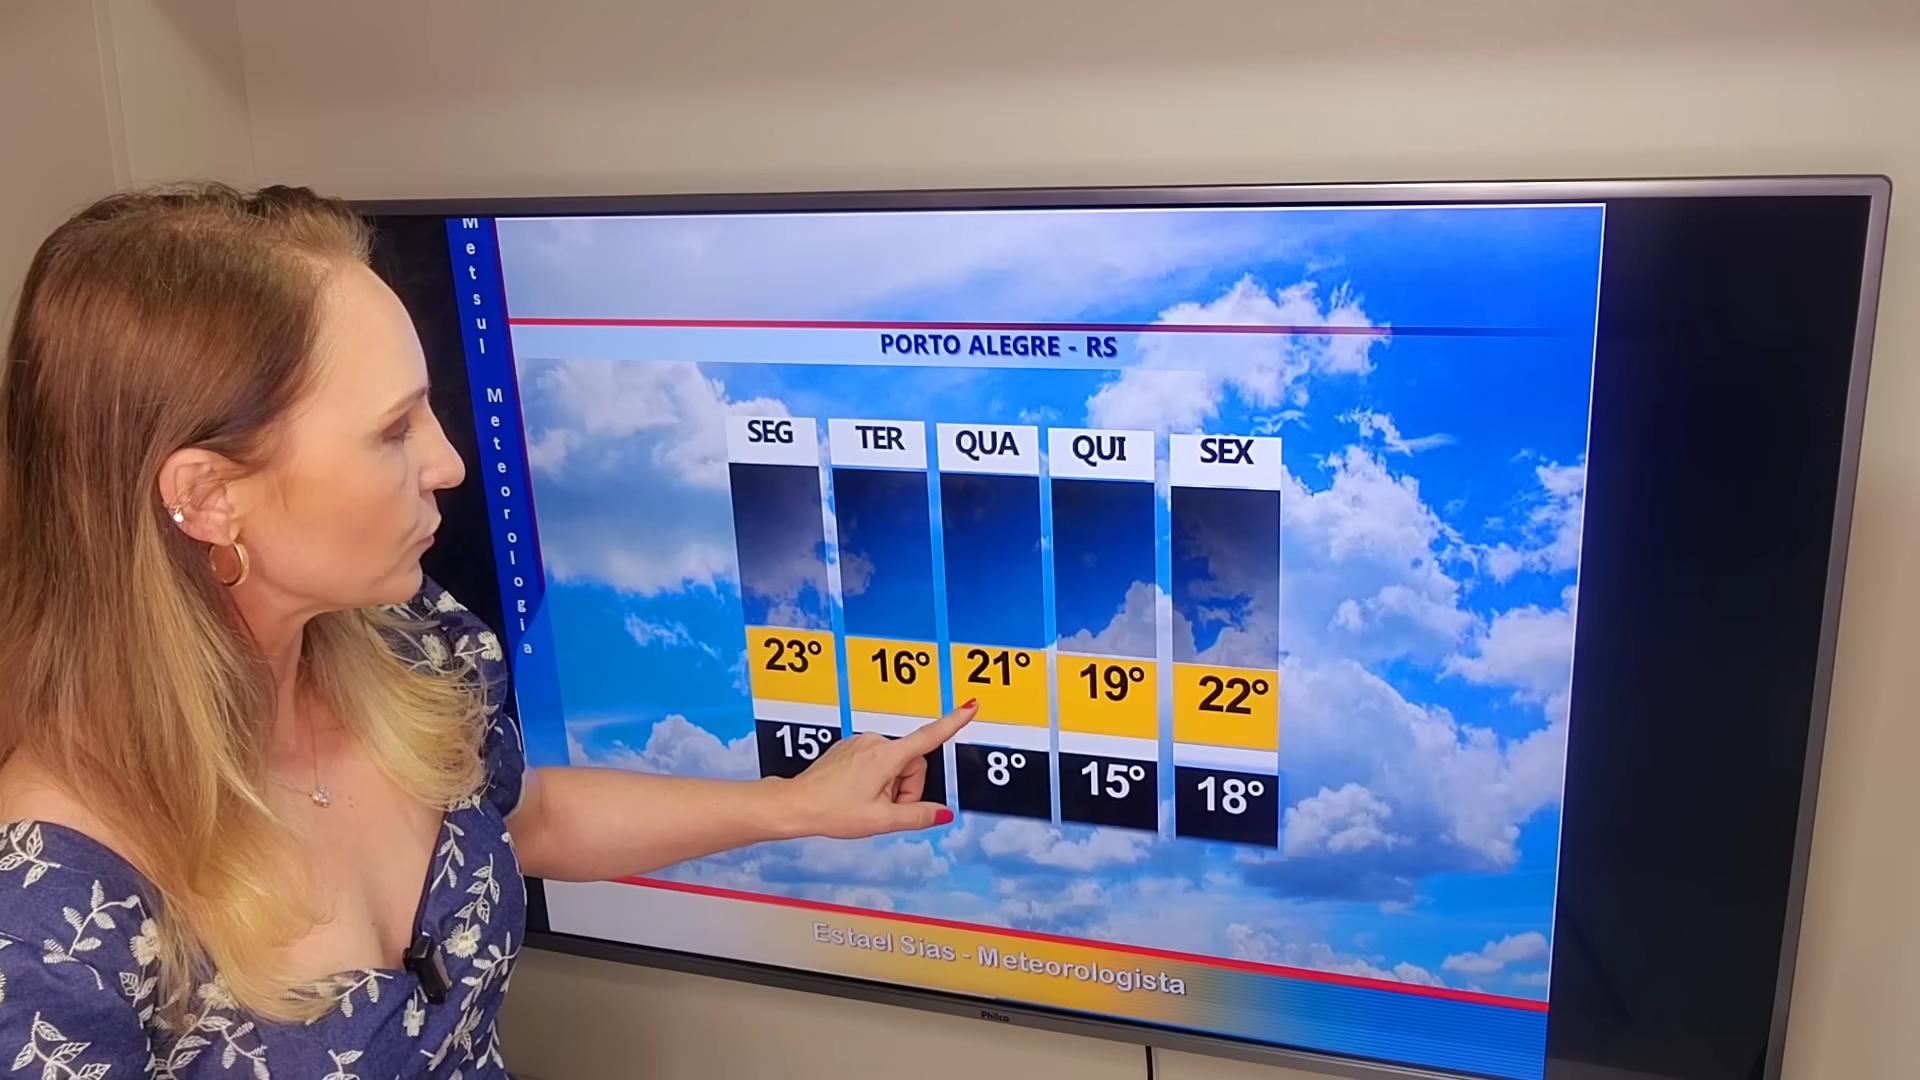 Metsul Meteorologia
PORTO ALEGRE - RS
SEG TER QUA QUI SEX
23° 16° 21° 19° 22°
15° 8° 15° 18°
Estael Sias - Meteorologista
Philco